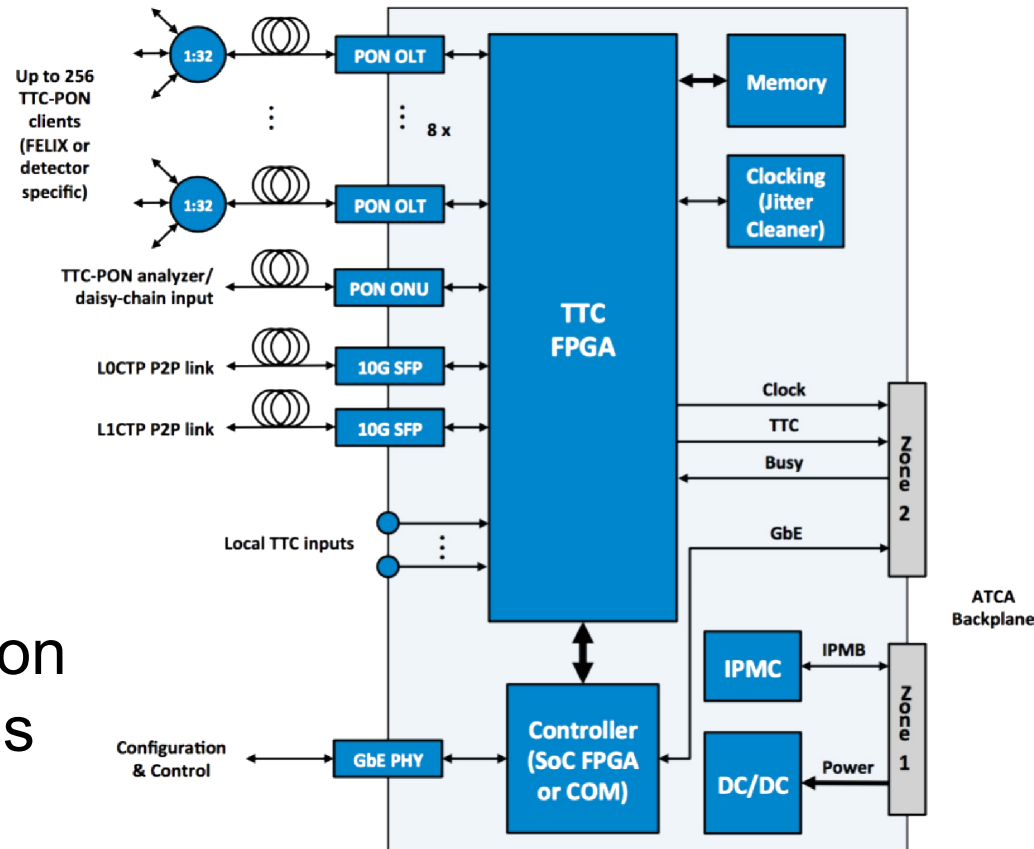 1:32
PON OLT
Memory
Up to 256
TTC-PON
clients
(FELIX or
detector
specific)
8 x
Clocking
(Jitter
Cleaner)
1:32
PON OLT
TTC-PON analyzer/
daisy-chain input
PON ONU
TTC
FPGA
L0CTP P2P link
10G SFP
L1CTP P2P link
10G SFP
Clock
TTC
Busy
GbE
Zone 2
Local TTC inputs
ATCA
Backplane
on
s
IPMC
IPMB
Zone 1
Configuration
& Control
GbE PHY
Controller
(SoC FPGA
or COM)
DC/DC
Power